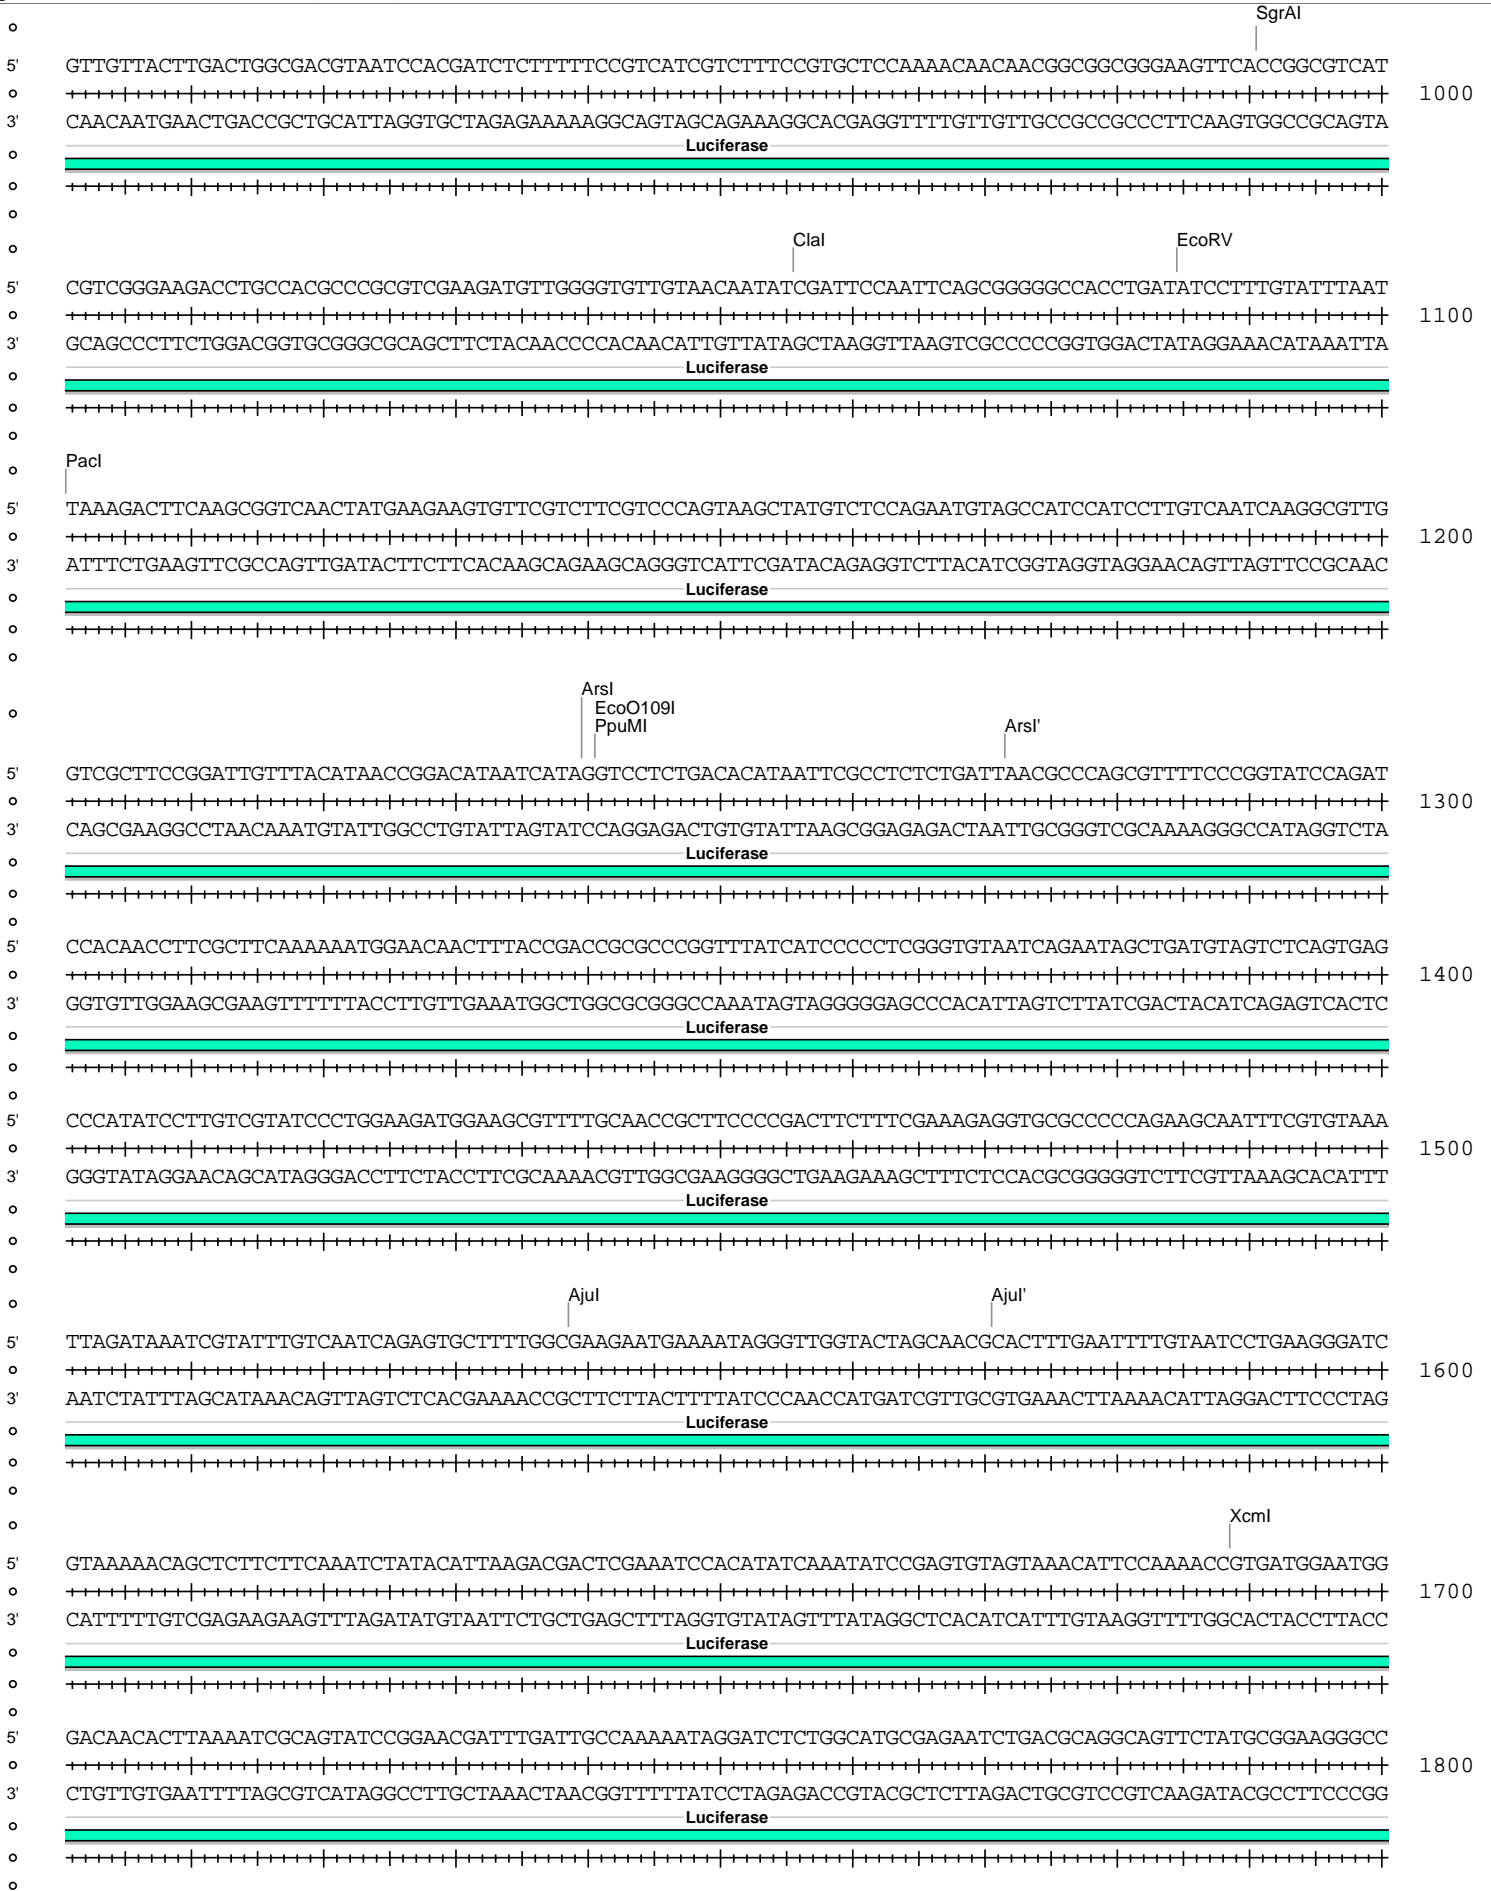 SgrAI
5' GTTGTTACTTGACTGGCGACGTAATCCACGATCTCTTTTTCCGTCATCGTCTTTCCGTGCTCCAAAACAACAACGGCGGCGGGAAGTTCACCGGCGTCAT
1000
3' CAACAATGAACTGACCGCTGCATTAGGTGCTAGAGAAAAAGGCAGTAGCAGAAAGGCACGAGGTTTTGTTGTTGCCGCCGCCCTTCAAGTGGCCGCAGTA
Luciferase
ClaI EcoRV
5' CGTCGGGAAGACCTGCCACGCCCGCGTCGAAGATGTTGGGGTGTTGTAACAATATCGATTCCAATTCAGCGGGGGCCACCTGATATCCTTTGTATTTAAT
1100
3' GCAGCCCTTCTGGACGGTGCGGGCGCAGCTTCTACAACCCCACAACATTGTTATAGCTAAGGTTAAGTCGCCCCCGGTGGACTATAGGAAACATAAATTA
Luciferase
PacI
5' TAAAGACTTCAAGCGGTCAACTATGAAGAAGTGTTCGTCTTCGTCCCAGTAAGCTATGTCTCCAGAATGTAGCCATCCATCCTTGTCAATCAAGGCGTTG
1200
3' ATTTCTGAAGTTCGCCAGTTGATACTTCTTCACAAGCAGAAGCAGGGTCATTCGATACAGAGGTCTTACATCGGTAGGTAGGAACAGTTAGTTCCGCAAC
Luciferase
ArsI
EcoO109I
PpuMI ArsI'
5' GTCGCTTCCGGATTGTTTACATAACCGGACATAATCATAGGTCCTCTGACACATAATTCGCCTCTCTGATTAACGCCCAGCGTTTTCCCGGTATCCAGAT
1300
3' CAGCGAAGGCCTAACAAATGTATTGGCCTGTATTAGTATCCAGGAGACTGTGTATTAAGCGGAGAGACTAATTGCGGGTCGCAAAAGGGCCATAGGTCTA
Luciferase
5' CCACAACCTTCGCTTCAAAAAATGGAACAACTTTACCGACCGCGCCCGGTTTATCATCCCCCTCGGGTGTAATCAGAATAGCTGATGTAGTCTCAGTGAG
1400
3' GGTGTTGGAAGCGAAGTTTTTTACCTTGTTGAAATGGCTGGCGCGGGCCAAATAGTAGGGGGAGCCCACATTAGTCTTATCGACTACATCAGAGTCACTC
Luciferase
5' CCCATATCCTTGTCGTATCCCTGGAAGATGGAAGCGTTTTGCAACCGCTTCCCCGACTTCTTTCGAAAGAGGTGCGCCCCCAGAAGCAATTTCGTGTAAA
1500
3' GGGTATAGGAACAGCATAGGGACCTTCTACCTTCGCAAAACGTTGGCGAAGGGGCTGAAGAAAGCTTTCTCCACGCGGGGGTCTTCGTTAAAGCACATTT
Luciferase
AjuI AjuI'
5' TTAGATAAATCGTATTTGTCAATCAGAGTGCTTTTGGCGAAGAATGAAAATAGGGTTGGTACTAGCAACGCACTTTGAATTTTGTAATCCTGAAGGGATC
1600
3' AATCTATTTAGCATAAACAGTTAGTCTCACGAAAACCGCTTCTTACTTTTATCCCAACCATGATCGTTGCGTGAAACTTAAAACATTAGGACTTCCCTAG
Luciferase
XcmI
5' GTAAAAACAGCTCTTCTTCAAATCTATACATTAAGACGACTCGAAATCCACATATCAAATATCCGAGTGTAGTAAACATTCCAAAACCGTGATGGAATGG
1700
3' CATTTTTGTCGAGAAGAAGTTTAGATATGTAATTCTGCTGAGCTTTAGGTGTATAGTTTATAGGCTCACATCATTTGTAAGGTTTTGGCACTACCTTACC
Luciferase
5' GACAACACTTAAAATCGCAGTATCCGGAACGATTTGATTGCCAAAAATAGGATCTCTGGCATGCGAGAATCTGACGCAGGCAGTTCTATGCGGAAGGGCC
1800
3' CTGTTGTGAATTTTAGCGTCATAGGCCTTGCTAAACTAACGGTTTTTATCCTAGAGACCGTACGCTCTTAGACTGCGTCCGTCAAGATACGCCTTCCCGG
Luciferase